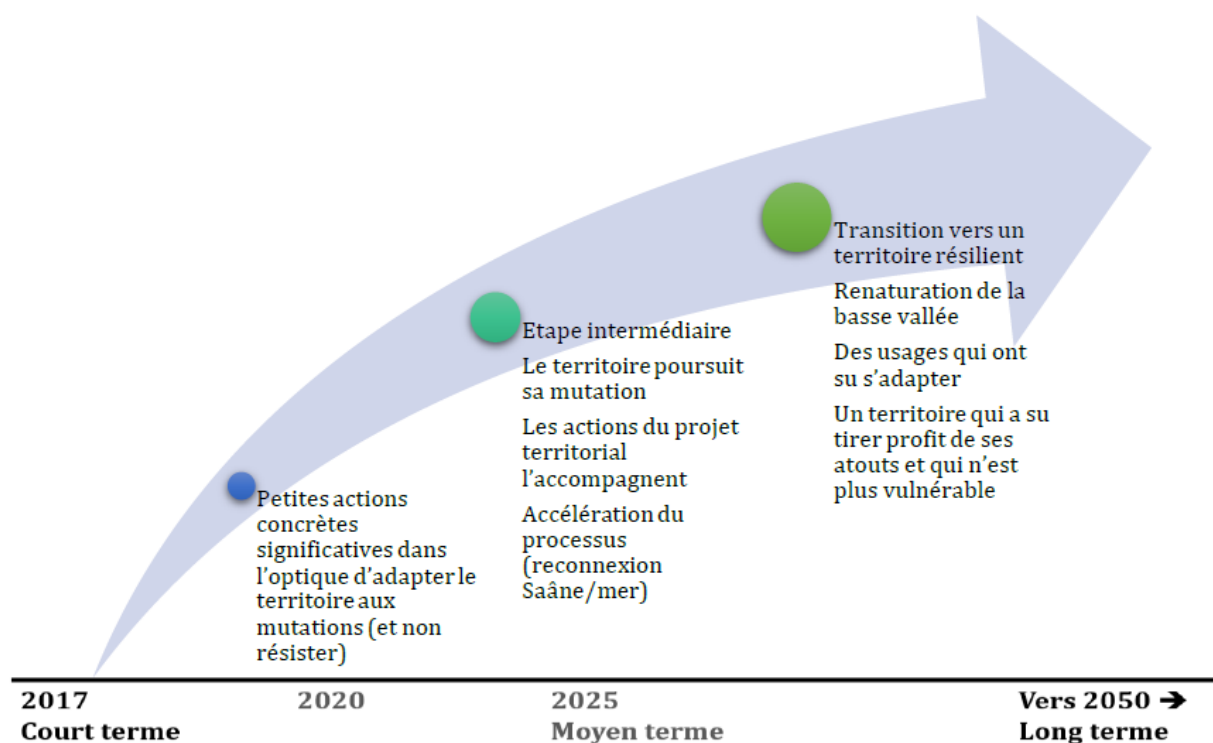 Petites actions
concrètes
significatives dans
l'optique d'adapter le
territoire aux
mutations (et non
résister)
Etape intermédiaire
Le territoire poursuit
sa mutation
Les actions du projet
territorial
l'accompagnent
Accélération du
processus
(reconnexion
Saâne/mer)
Transition vers un
territoire résilient
Renaturation de la
basse vallée
Des usages qui ont
su s'adapter
Un territoire qui a su
tirer profit de ses
atouts et qui n'est
plus vulnérable
2017
Court terme
2020
2025
Moyen terme
Vers 2050 →
Long terme